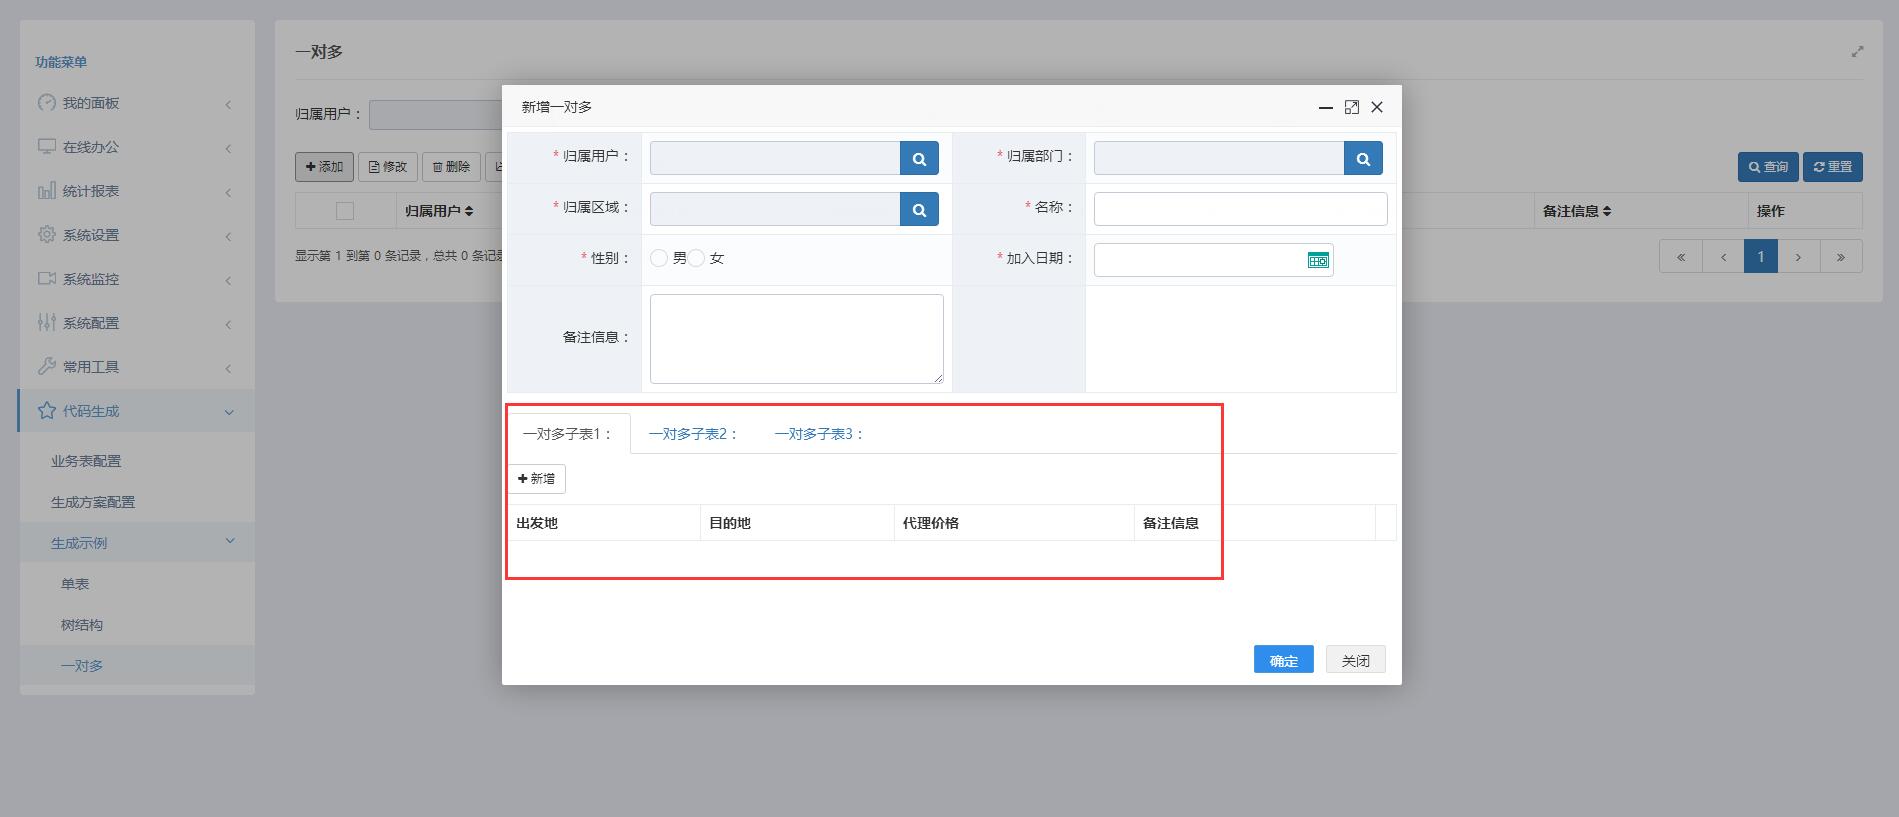 功能菜单
我的面板
在线办公
统计报表
系统设置
系统监控
系统配置
常用工具
代码生成
业务表配置
生成方案配置
生成示例
单表
树结构
一对多
一对多
归属用户：
添加 修改 删除
查询 重置
归属用户
备注信息 操作
显示第 1 到第 0 条记录，总共 0 条记录
« ‹ 1 › »
新增一对多
* 归属用户： * 归属部门：
* 归属区域： * 名称：
* 性别： 男 女 * 加入日期：
备注信息：
一对多子表1： 一对多子表2： 一对多子表3：
新增
出发地 目的地 代理价格 备注信息
确定 关闭